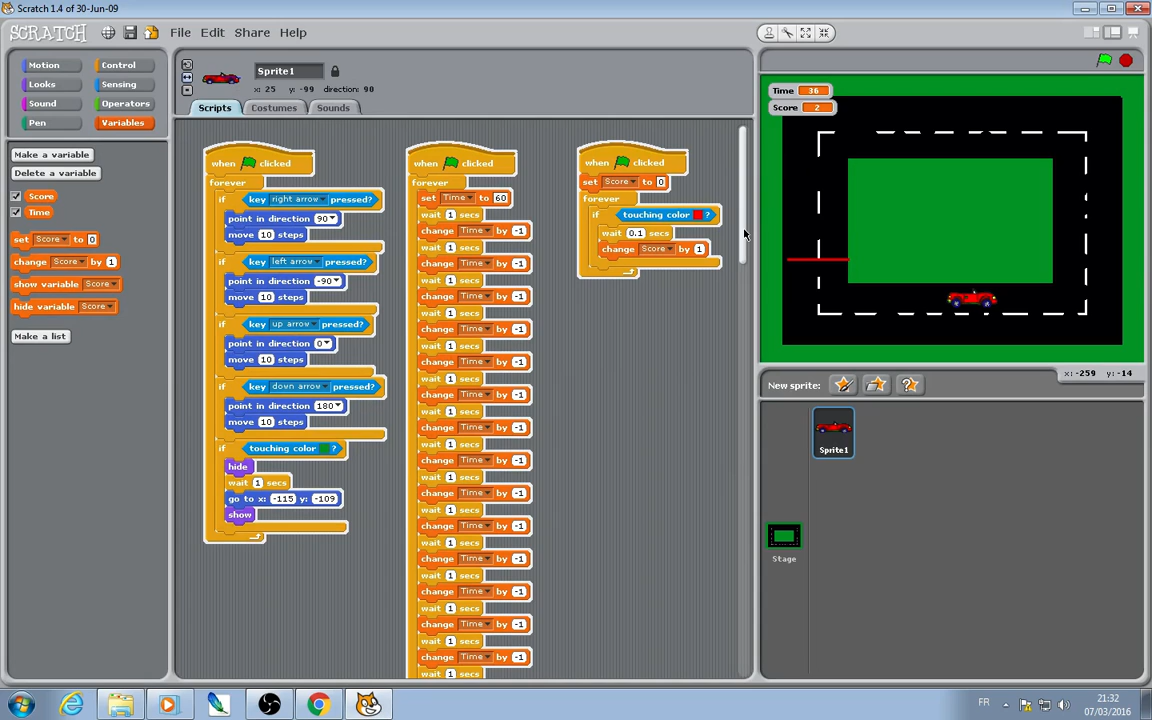 Scratch 1.4 of 30-Jun-09
SCRATCH
File Edit Share Help
Motion Control
Looks Sensing
Sound Operators
Pen Variables
Make a variable
Delete a variable
Score
Time
set Score to 0
change Score by 1
show variable Score
hide variable Score
Make a list
Sprite1
x: 25 y: -99 direction: 90
Scripts Costumes Sounds
when clicked
forever
if key right arrow pressed?
point in direction 90
move 10 steps
if key left arrow pressed?
point in direction -90
move 10 steps
if key up arrow pressed?
point in direction 0
move 10 steps
if key down arrow pressed?
point in direction 180
move 10 steps
if touching color ?
hide
wait 1 secs
go to x: -115 y: -109
show
when clicked
forever
set Time to 60
wait 1 secs
change Time by -1
wait 1 secs
change Time by -1
wait 1 secs
change Time by -1
wait 1 secs
change Time by -1
wait 1 secs
change Time by -1
wait 1 secs
change Time by -1
wait 1 secs
change Time by -1
wait 1 secs
change Time by -1
wait 1 secs
change Time by -1
wait 1 secs
change Time by -1
wait 1 secs
change Time by -1
wait 1 secs
change Time by -1
wait 1 secs
change Time by -1
wait 1 secs
change Time by -1
wait 1 secs
when clicked
set Score to 0
forever
if touching color ?
wait 0.1 secs
change Score by 1
Time 36
Score 2
x: -259 y: -14
New sprite:
Sprite1
Stage
FR
21:32
07/03/2016